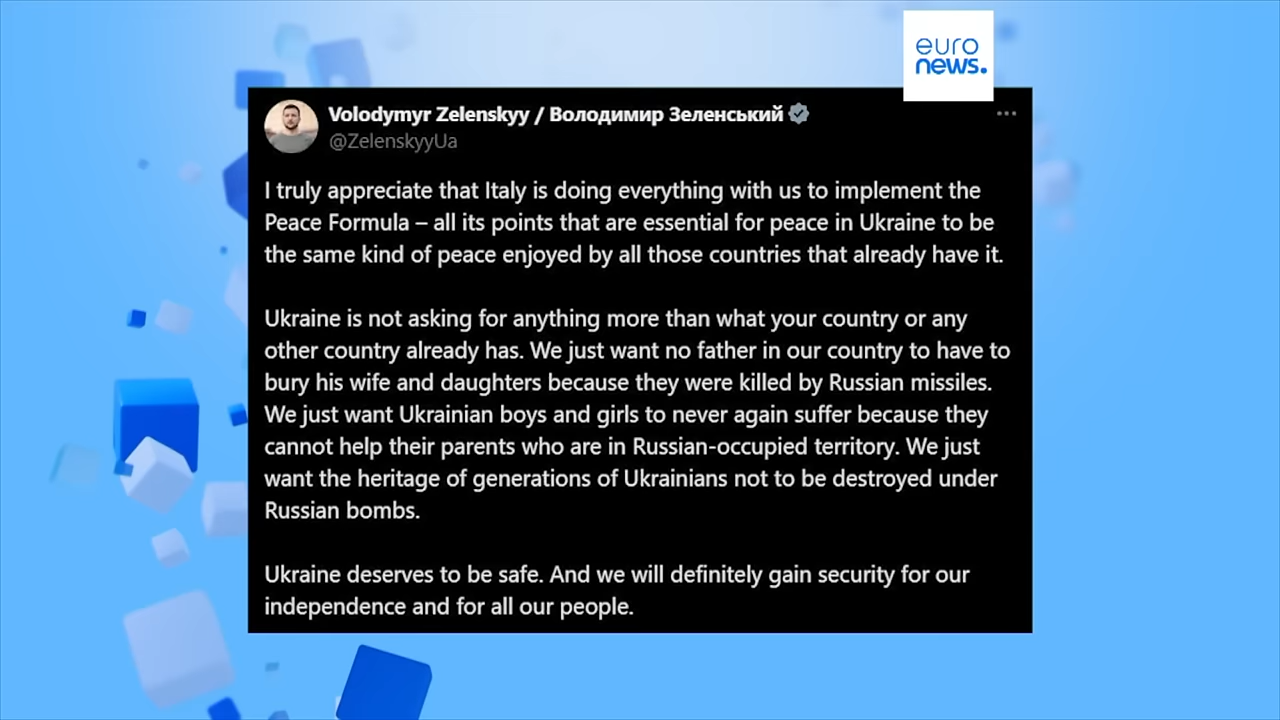 euro
news.
Volodymyr Zelenskyy / Володимир Зеленський
@ZelenskyyUa
I truly appreciate that Italy is doing everything with us to implement the
Peace Formula – all its points that are essential for peace in Ukraine to be
the same kind of peace enjoyed by all those countries that already have it.
Ukraine is not asking for anything more than what your country or any
other country already has. We just want no father in our country to have to
bury his wife and daughters because they were killed by Russian missiles.
We just want Ukrainian boys and girls to never again suffer because they
cannot help their parents who are in Russian-occupied territory. We just
want the heritage of generations of Ukrainians not to be destroyed under
Russian bombs.
Ukraine deserves to be safe. And we will definitely gain security for our
independence and for all our people.